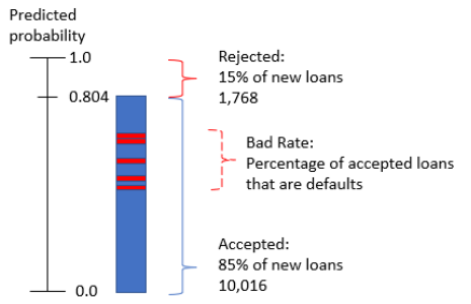 Predicted
probability
1.0
0.804
0.0
Rejected:
15% of new loans
1,768
Bad Rate:
Percentage of accepted loans
that are defaults
Accepted:
85% of new loans
10,016